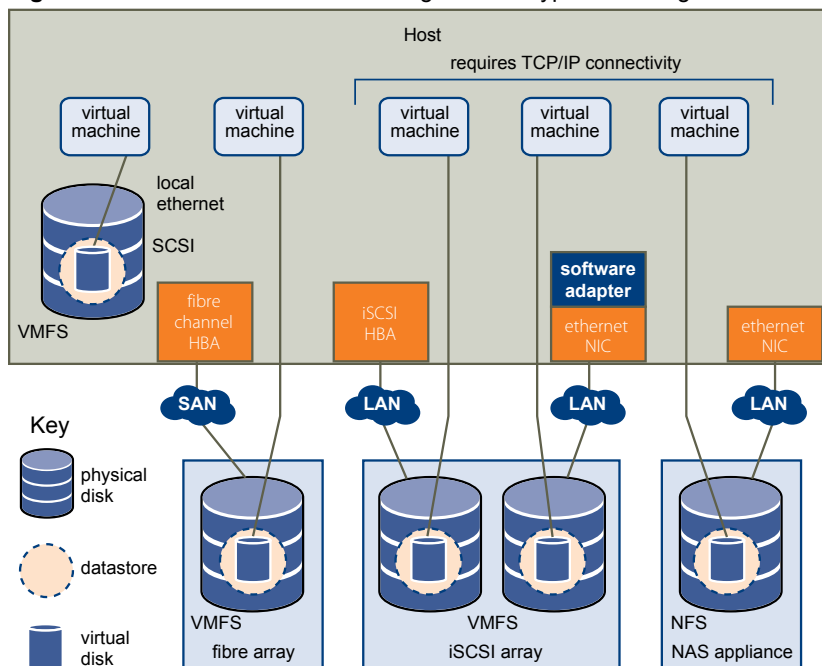 Host
requires TCP/IP connectivity
virtual
machine
virtual
machine
virtual
machine
virtual
machine
virtual
machine
local
ethernet
SCSI
VMFS
fibre
channel
HBA
iSCSI
HBA
software
adapter
ethernet
NIC
ethernet
NIC
SAN
LAN
LAN
LAN
Key
physical
disk
datastore
virtual
disk
VMFS
fibre array
VMFS
iSCSI array
NFS
NAS appliance